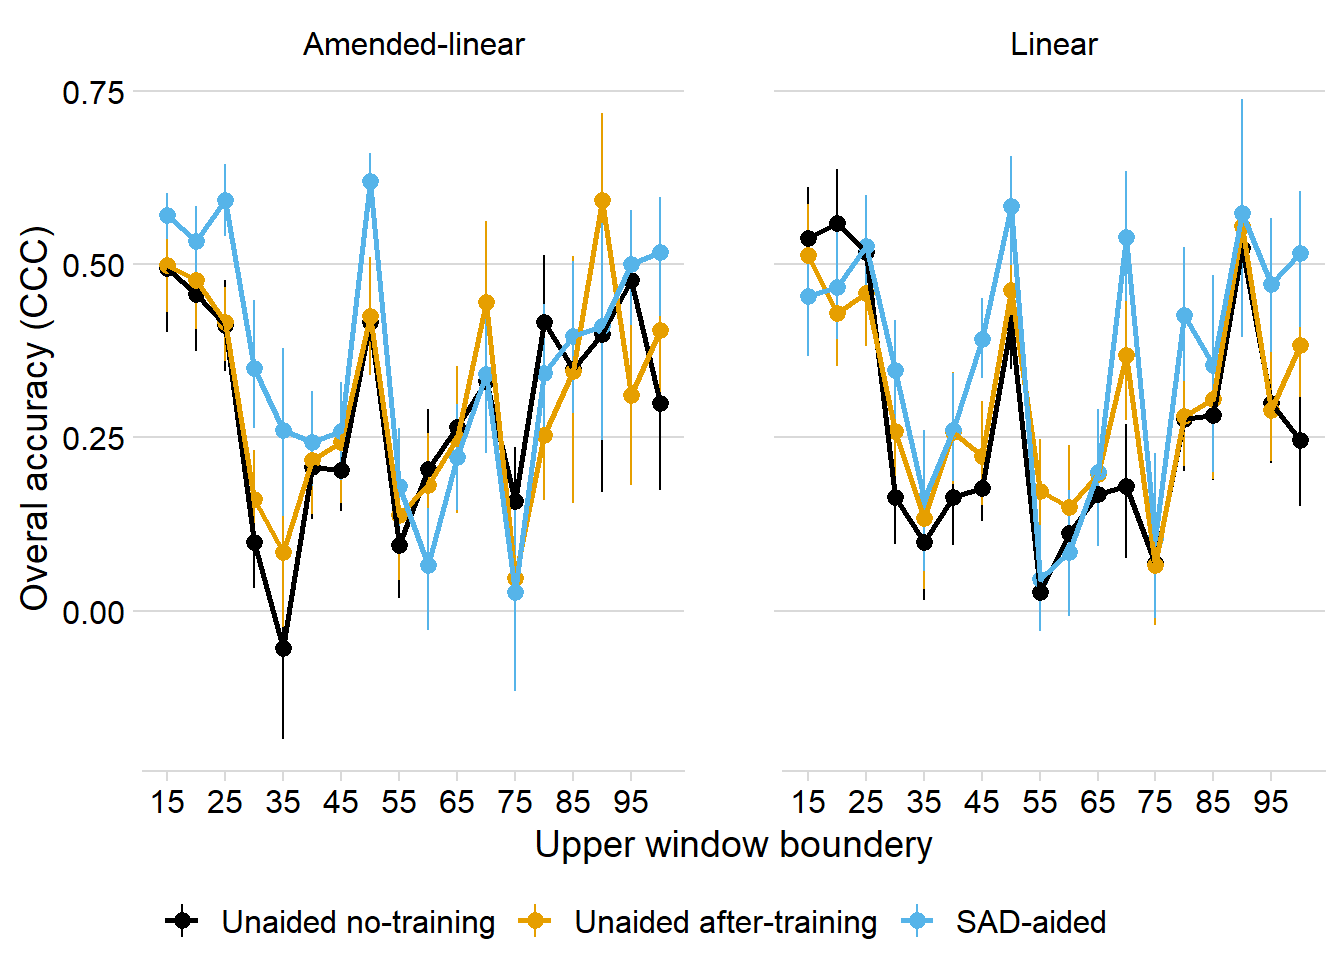 Amended-linear Linear
0.75
0.50
0.25
0.00
Overal accuracy (CCC)
15 25 35 45 55 65 75 85 95 15 25 35 45 55 65 75 85 95
Upper window boundery
Unaided no-training Unaided after-training SAD-aided